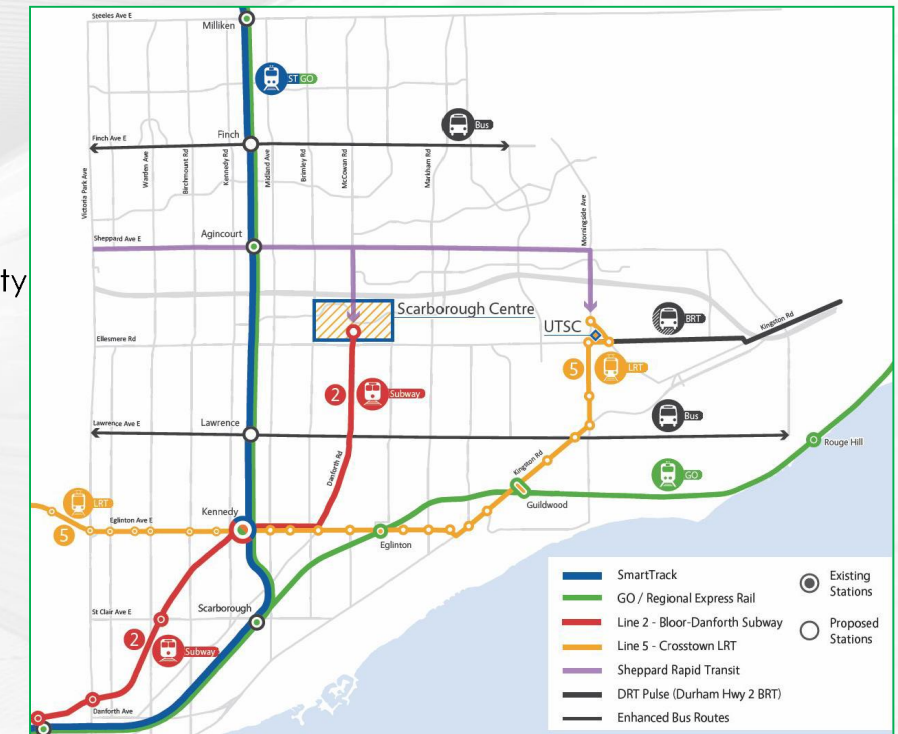 Steeles Ave E
Milliken
ST GO
Bus
Finch
Finch Ave E
Victoria Park Ave
Warden Ave
Birchmount Rd
Kennedy Rd
Midland Ave
Brimley Rd
McCowan Rd
Markham Rd
Morningside Ave
Agincourt
Sheppard Ave E
ty
Scarborough Centre
UTSC
BRT
Kingston Rd
Ellesmere Rd
5
LRT
2
Subway
Bus
Lawrence
Lawrence Ave E
Danforth Rd
Kingston Rd
Rouge Hill
GO
LRT
Kennedy
Guildwood
Eglinton Ave E
5
Eglinton
Scarborough
St Clair Ave E
2
Subway
Danforth Ave
SmartTrack
GO / Regional Express Rail
Line 2 - Bloor-Danforth Subway
Line 5 - Crosstown LRT
Sheppard Rapid Transit
DRT Pulse (Durham Hwy 2 BRT)
Enhanced Bus Routes
Existing
Stations
Proposed
Stations